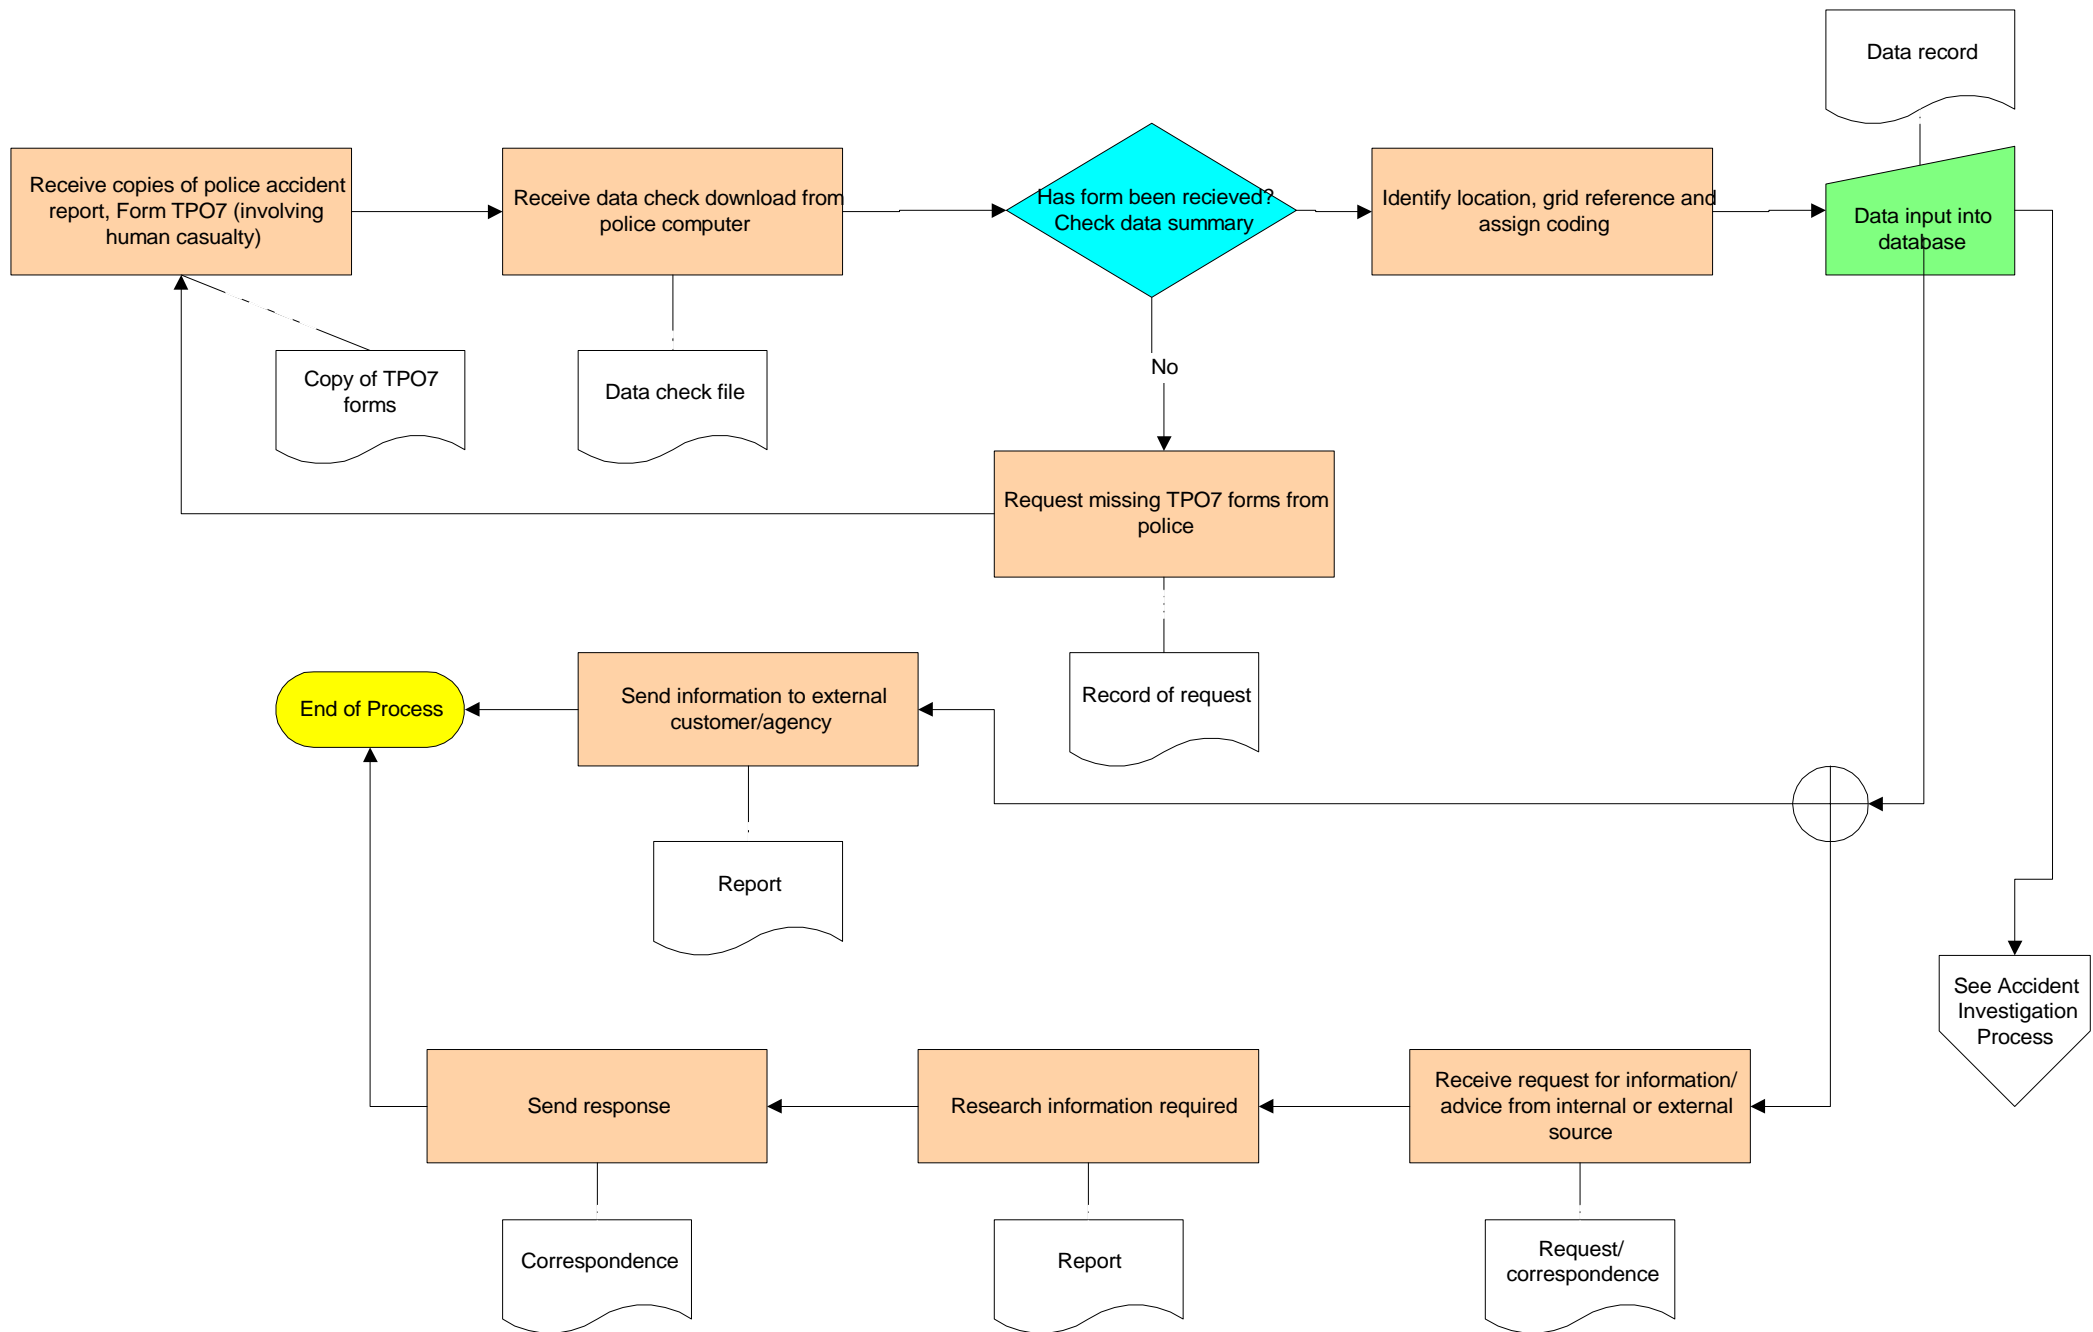 Data record
Receive copies of police accident
report, Form TPO7 (involving
human casualty)
Receive data check download from
police computer
Has form been recieved?
Check data summary
Identify location, grid reference and
assign coding
Data input into
database
Copy of TPO7
forms
Data check file
No
Request missing TPO7 forms from
police
Record of request
End of Process
Send information to external
customer/agency
Report
See Accident
Investigation
Process
Send response
Research information required
Receive request for information/
advice from internal or external
source
Correspondence
Report
Request/
correspondence